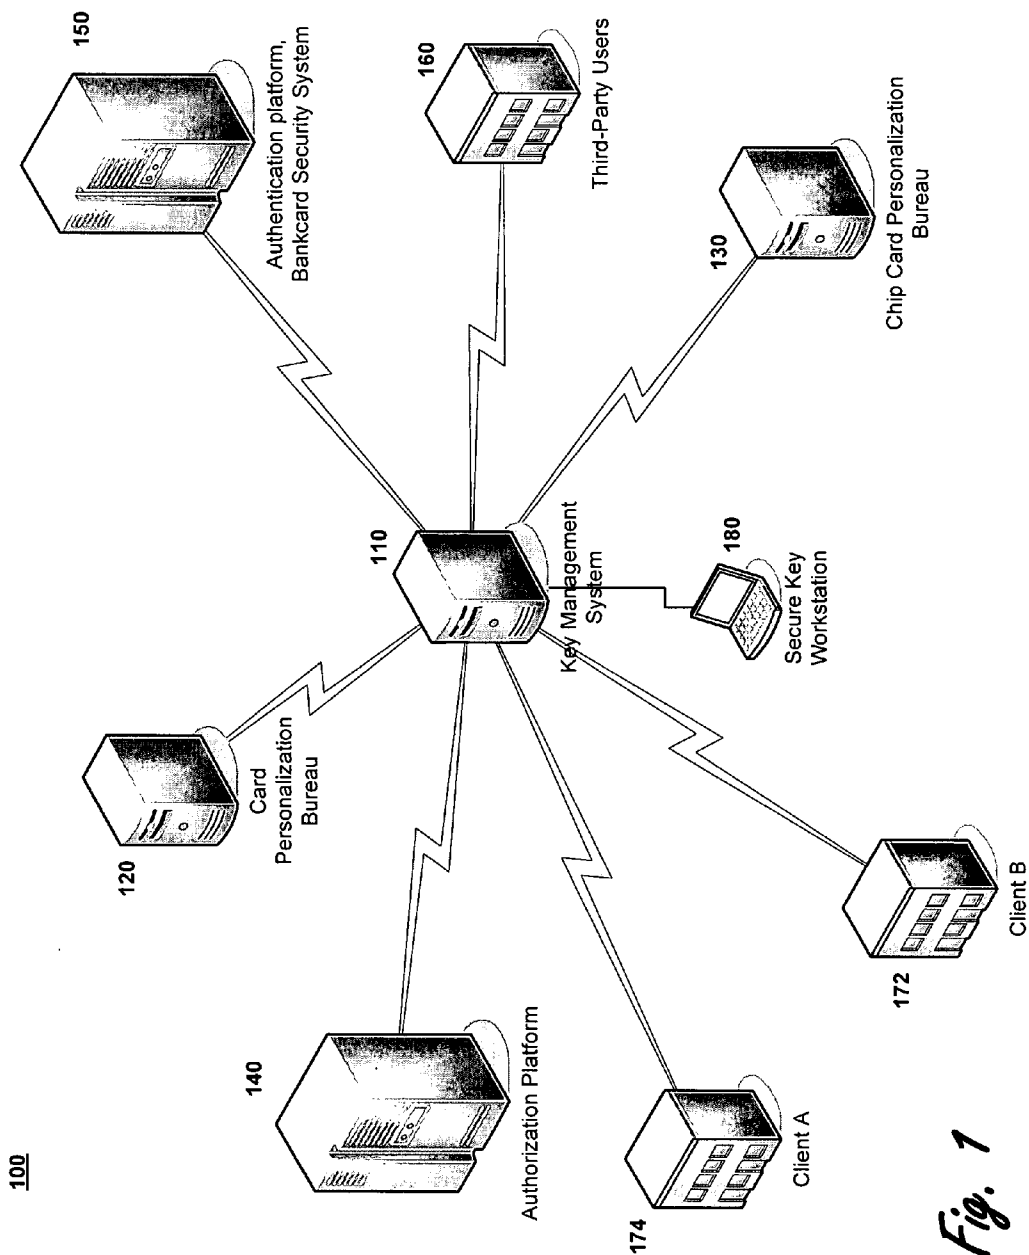 100
150
Authentication platform,
Bankcard Security System
160
Third-Party Users
130
Chip Card Personalization
Bureau
110
Key Management
System
180
Secure Key
Workstation
120
Card
Personalization
Bureau
140
Authorization Platform
174
Client A
172
Client B
Fig. 1